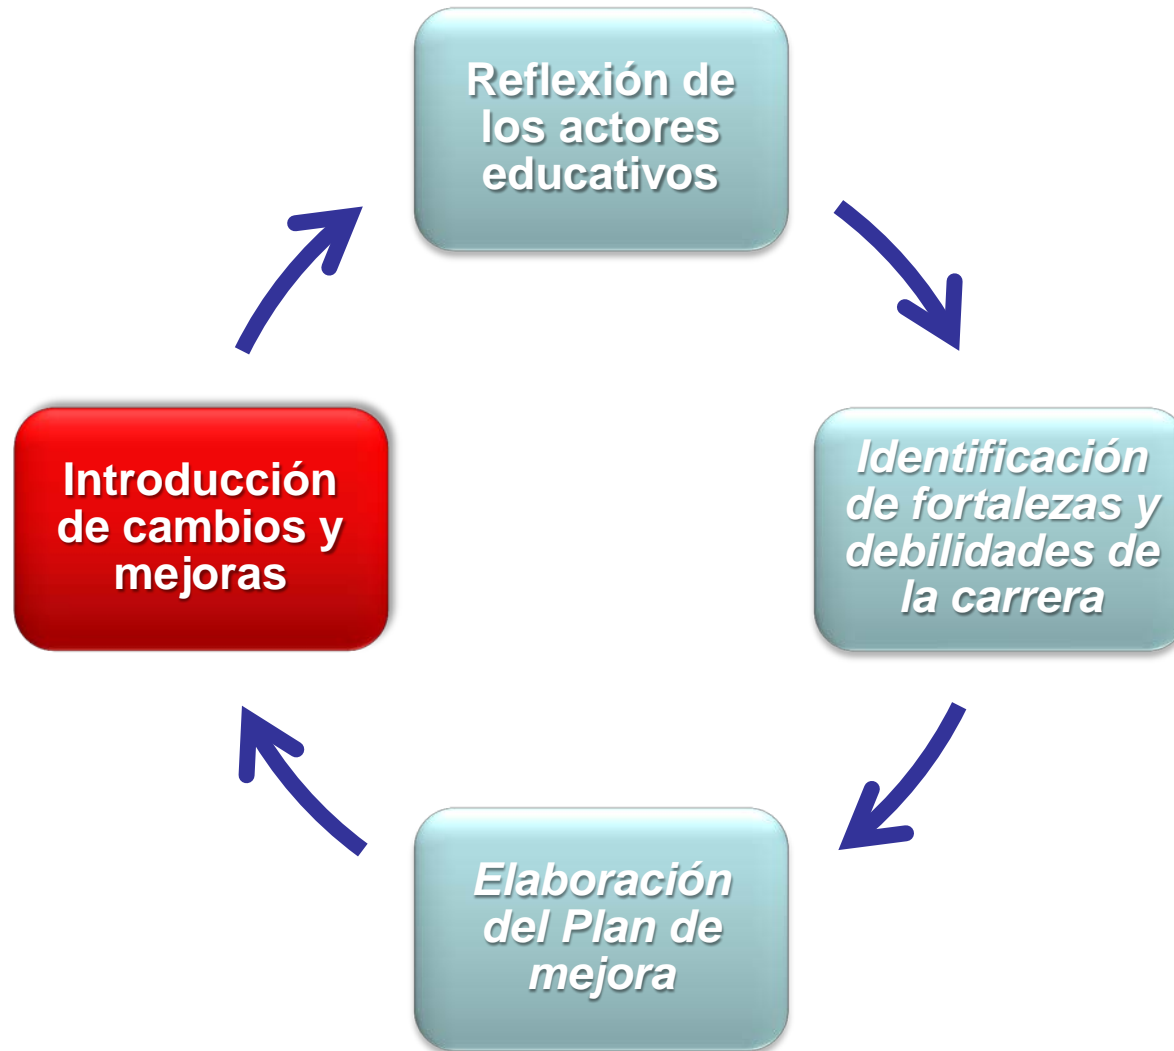 Reflexión de
los actores
educativos
Identificación
de fortalezas y
debilidades de
la carrera
Elaboración
del Plan de
mejora
Introducción
de cambios y
mejoras